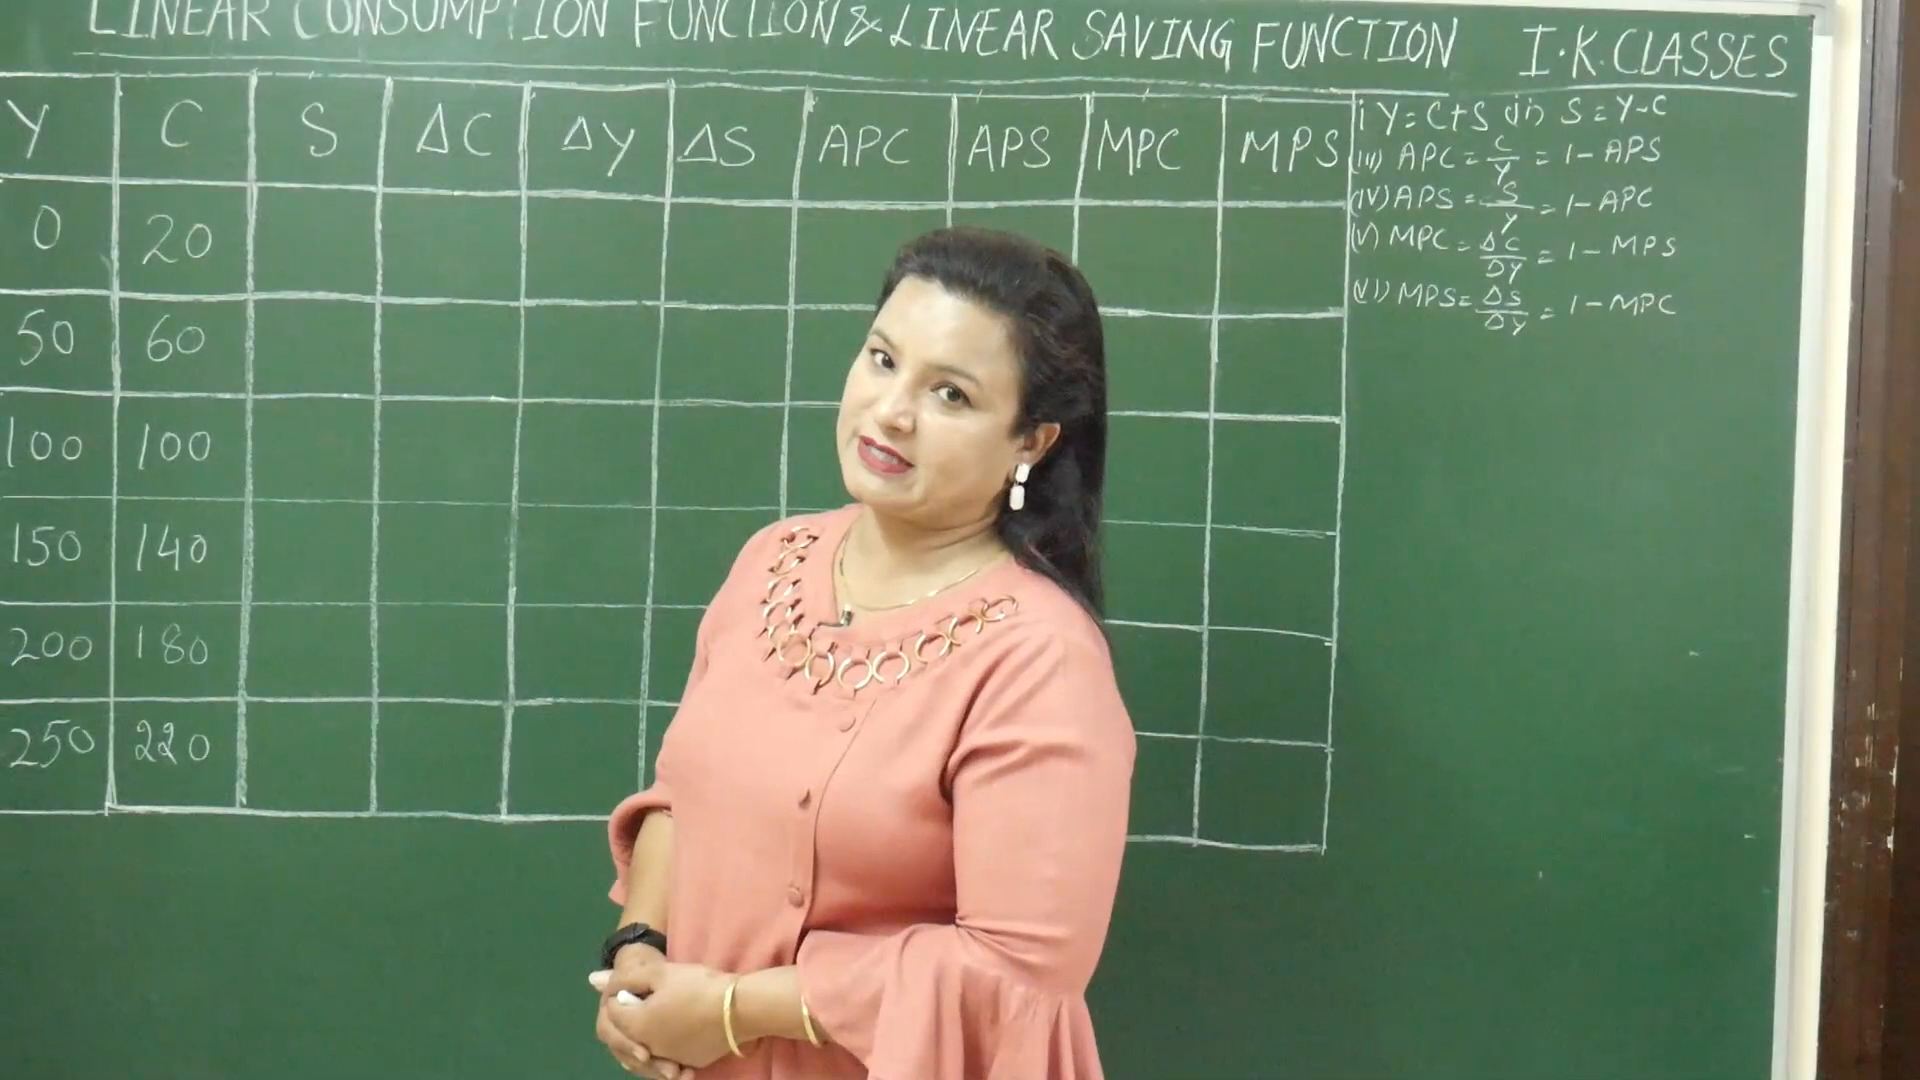 LINEAR CONSUMPTION FUNCTION & LINEAR SAVING FUNCTION I.K.CLASSES
Y C S ΔC ΔY ΔS APC APS MPC MPS
0 20
50 60
100 100
150 140
200 180
250 220
i Y = C+S (ii) S = Y-C
(iii) APC = C/Y = 1-APS
(iv) APS = S/Y = 1-APC
(v) MPC = ΔC/ΔY = 1-MPS
(vi) MPS = ΔS/ΔY = 1-MPC